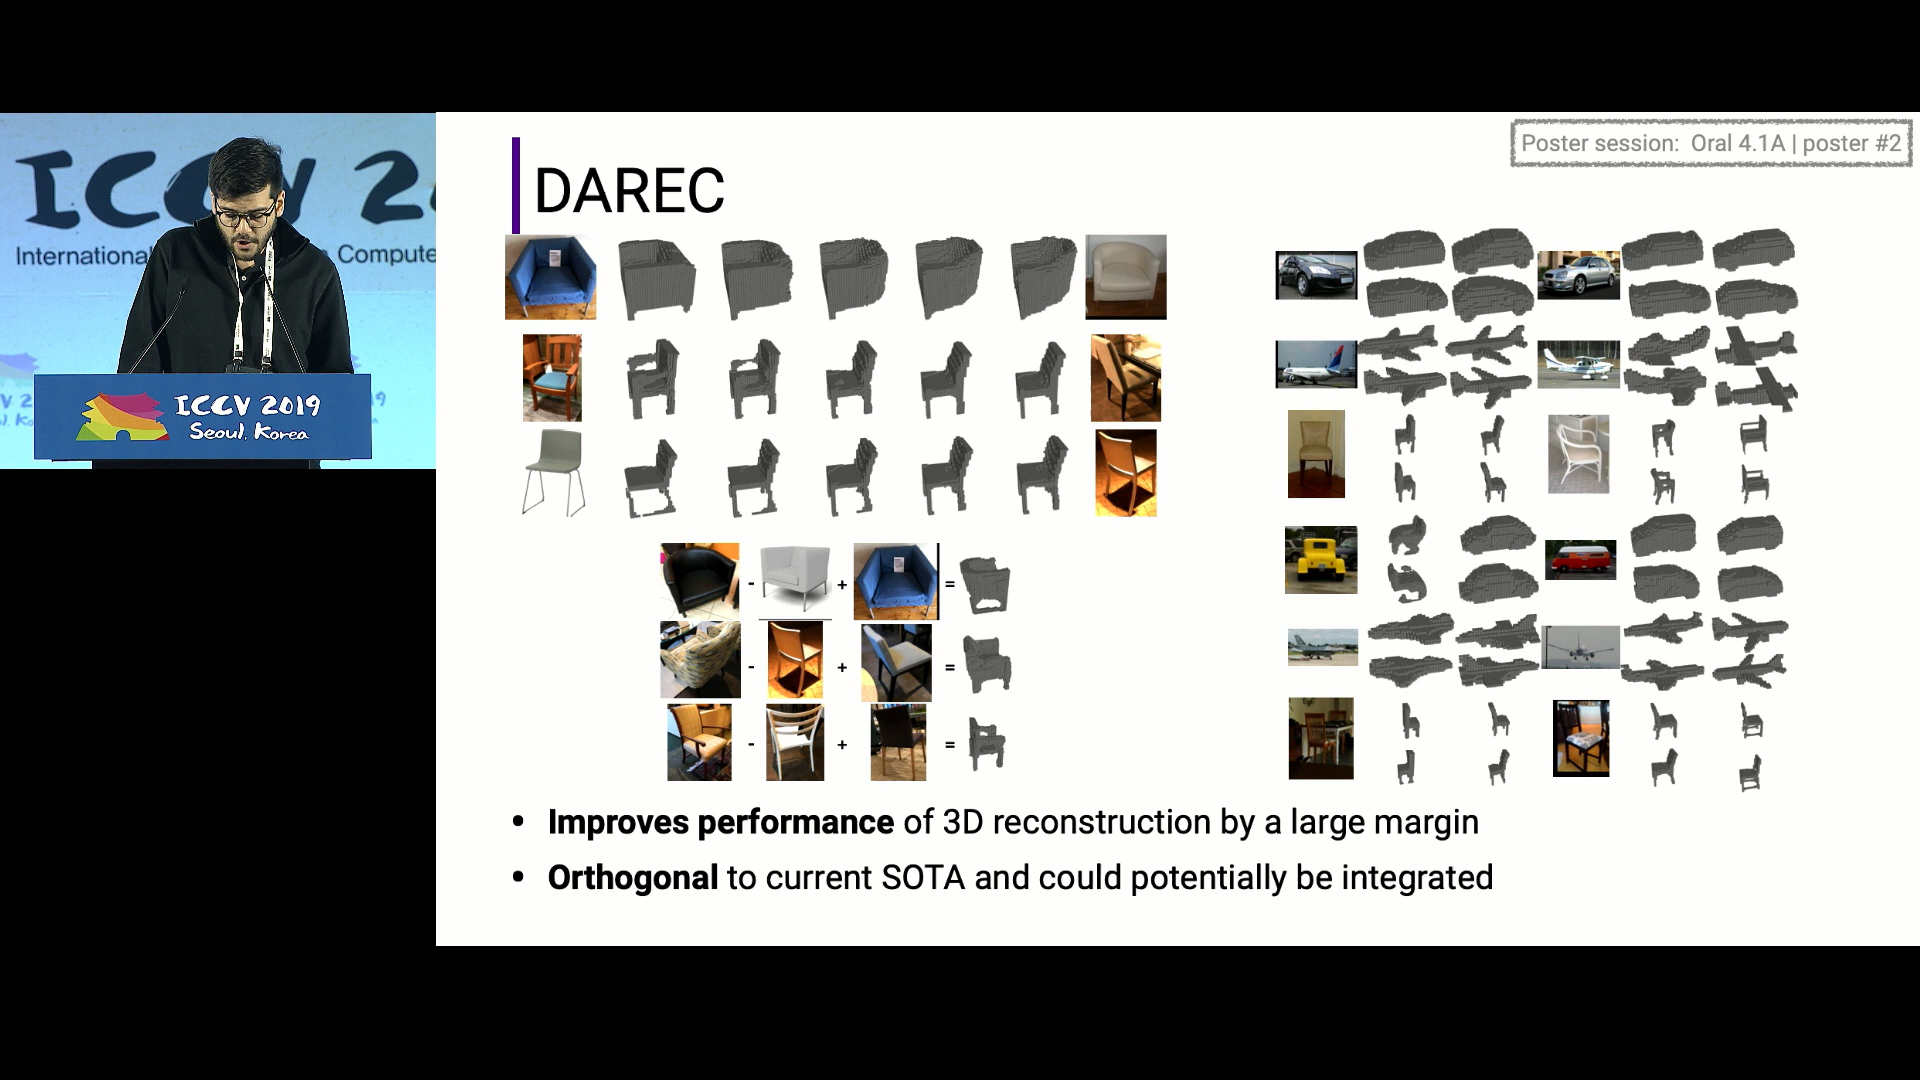 ICCV 2
International
Compute
ICCV 2019
Seoul, Korea
Poster session: Oral 4.1A | poster #2
DAREC
- + =
- + =
- + =
• Improves performance of 3D reconstruction by a large margin
• Orthogonal to current SOTA and could potentially be integrated